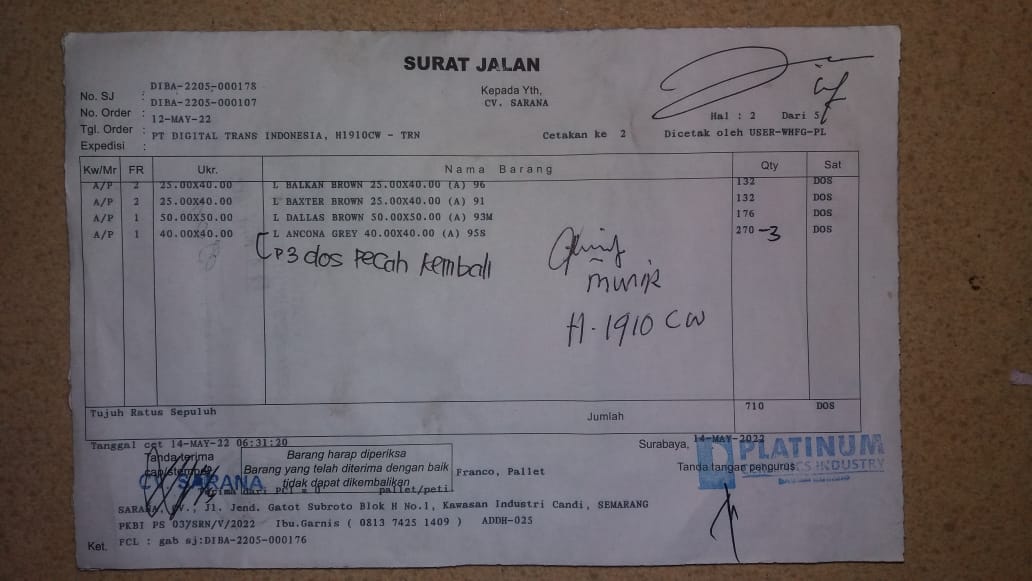 SURAT JALAN
Kepada Yth,
CV. SARANA
No. SJ : DIBA-2205-000178
No. Order : DIBA-2205-000107
Tgl. Order : 12-MAY-22
Expedisi : PT DIGITAL TRANS INDONESIA, H1910CW - TRN
Hal : 2 Dari 5
Cetakan ke 2 Dicetak oleh USER-WHFG-PL
Kw/Mr FR Ukr. Nama Barang Qty Sat
A/P 2 25.00X40.00 L BALKAN BROWN 25.00X40.00 (A) 96 132 DOS
A/P 2 25.00X40.00 L BAXTER BROWN 25.00X40.00 (A) 91 132 DOS
A/P 1 50.00X50.00 L DALLAS BROWN 50.00X50.00 (A) 93M 176 DOS
A/P 1 40.00X40.00 L ANCONA GREY 40.00X40.00 (A) 95S 270 -3 DOS
3 dos pecah kembali
H-1910 CW
Tujuh Ratus Sepuluh
Jumlah 710 DOS
Tanggal cet 14-MAY-22 06:31:20
Surabaya, 14-MAY-2022
Tanda terima
cap/stempel
CV. SARANA
Barang harap diperiksa
Barang yang telah diterima dengan baik
tidak dapat dikembalikan
Franco, Pallet
PLATINUM
CERAMICS INDUSTRY
Tanda tangan pengurus
Terima dari PCI = 0 pallet/peti
SARANA, CV., Jl. Jend. Gatot Subroto Blok H No.1, Kawasan Industri Candi, SEMARANG
PKBI PS 03/SRN/V/2022 Ibu.Garnis ( 0813 7425 1409 ) ADDH-025
Ket. FCL : gab sj:DIBA-2205-000176